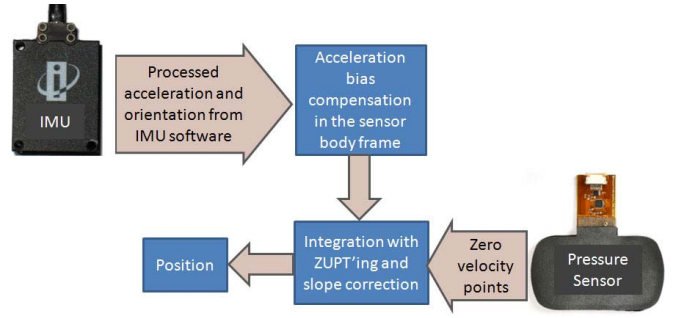 IMU
Processed
acceleration and
orientation from
IMU software
Acceleration
bias
compensation
in the sensor
body frame
Position
Integration with
ZUPT'ing and
slope correction
Zero
velocity
points
Pressure
Sensor